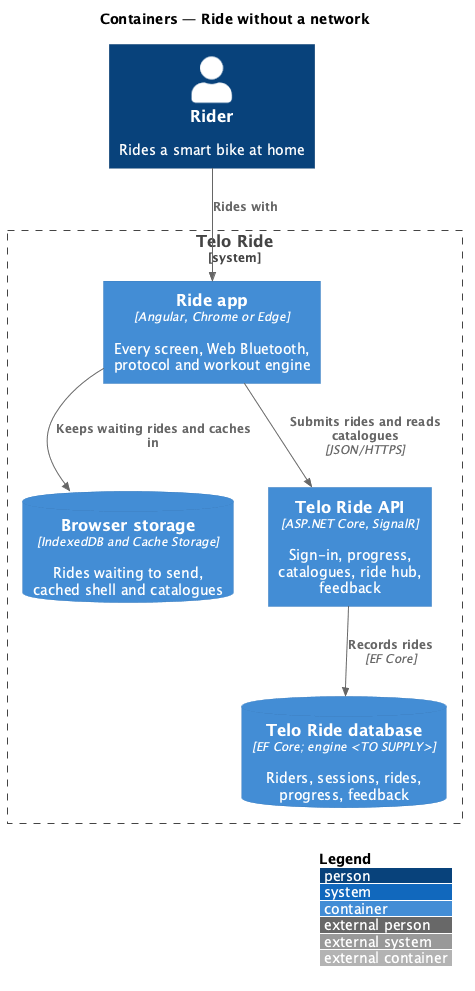 Containers — Ride without a network
Rider
Rides a smart bike at home
Rides with
Telo Ride
[system]
Ride app
[Angular, Chrome or Edge]
Every screen, Web Bluetooth,
protocol and workout engine
Keeps waiting rides and caches
in
Submits rides and reads
catalogues
[JSON/HTTPS]
Browser storage
[IndexedDB and Cache Storage]
Rides waiting to send,
cached shell and catalogues
Telo Ride API
[ASP.NET Core, SignalR]
Sign-in, progress,
catalogues, ride hub,
feedback
Records rides
[EF Core]
Telo Ride database
[EF Core; engine <TO SUPPLY>]
Riders, sessions, rides,
progress, feedback
Legend
person
system
container
external person
external system
external container